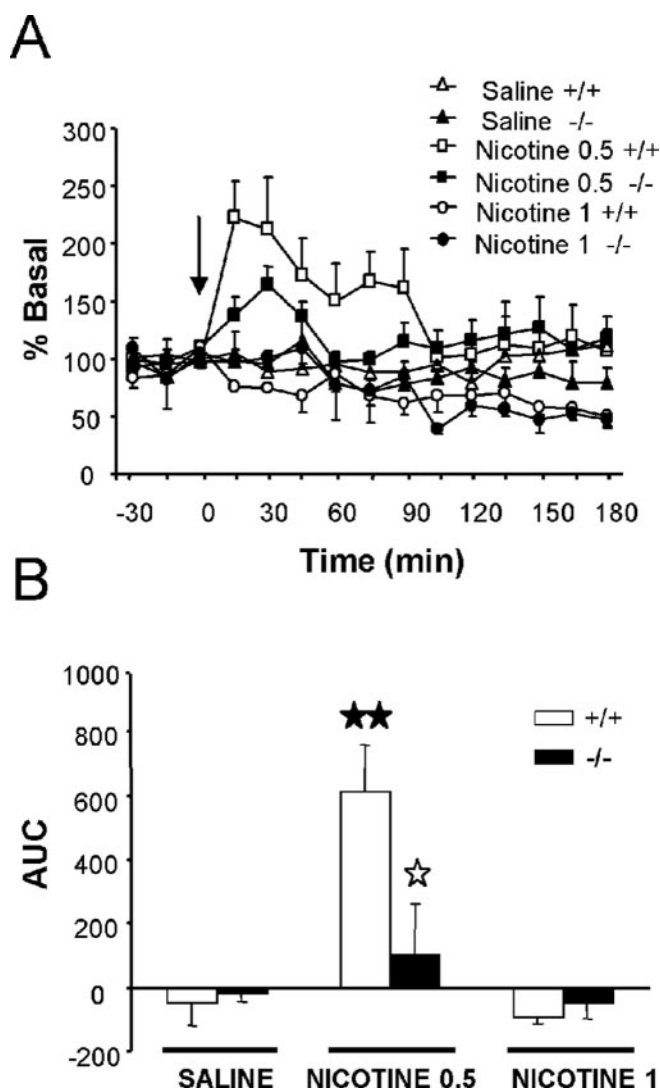 A
Saline +/+
Saline -/-
Nicotine 0.5 +/+
Nicotine 0.5 -/-
Nicotine 1 +/+
Nicotine 1 -/-
% Basal
300
250
200
150
100
50
0
-30 0 30 60 90 120 150 180
Time (min)
B
AUC
1000
800
600
400
200
0
-200
+/+
-/-
SALINE NICOTINE 0.5 NICOTINE 1